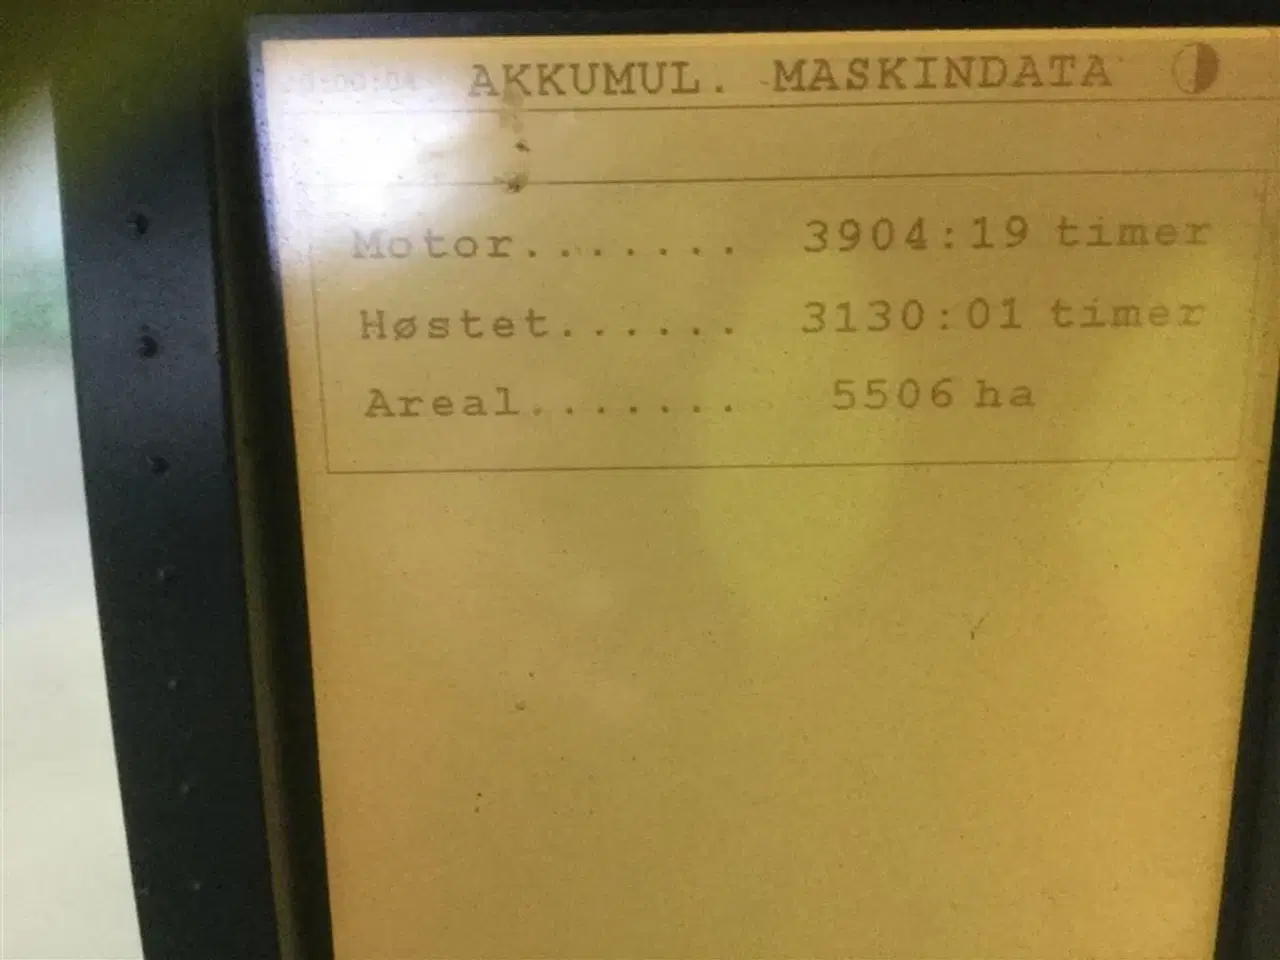 AKKUMUL. MASKINDATA
Motor....... 3904:19 timer
Høstet...... 3130:01 timer
Areal....... 5506 ha